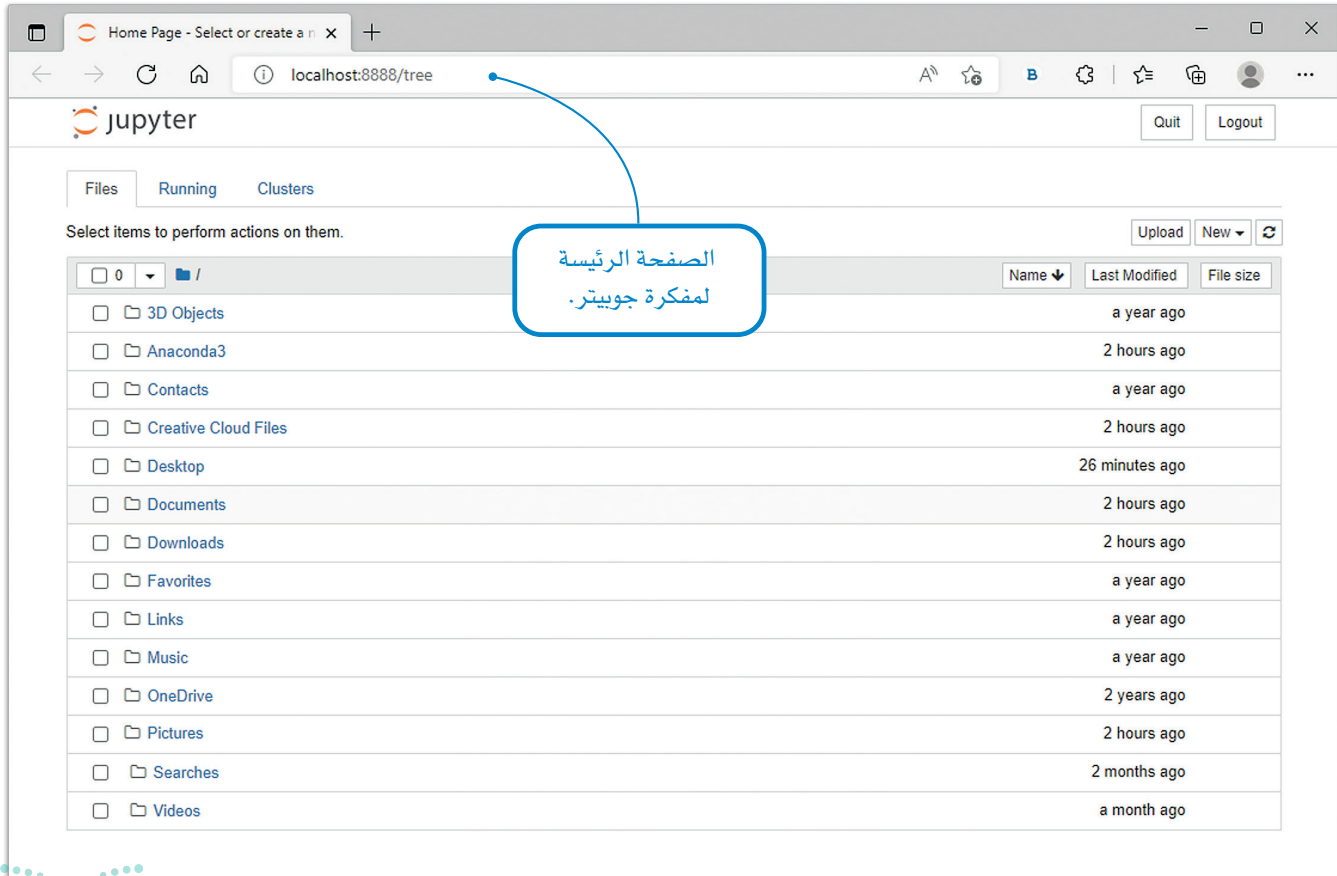 Home Page - Select or create a n
localhost:8888/tree
jupyter
Quit Logout
Files Running Clusters
Select items to perform actions on them.
Upload New
0 /
Name Last Modified File size
الصفحة الرئيسة
لمفكرة جوبيتر.
3D Objects a year ago
Anaconda3 2 hours ago
Contacts a year ago
Creative Cloud Files 2 hours ago
Desktop 26 minutes ago
Documents 2 hours ago
Downloads 2 hours ago
Favorites a year ago
Links a year ago
Music a year ago
OneDrive 2 years ago
Pictures 2 hours ago
Searches 2 months ago
Videos a month ago